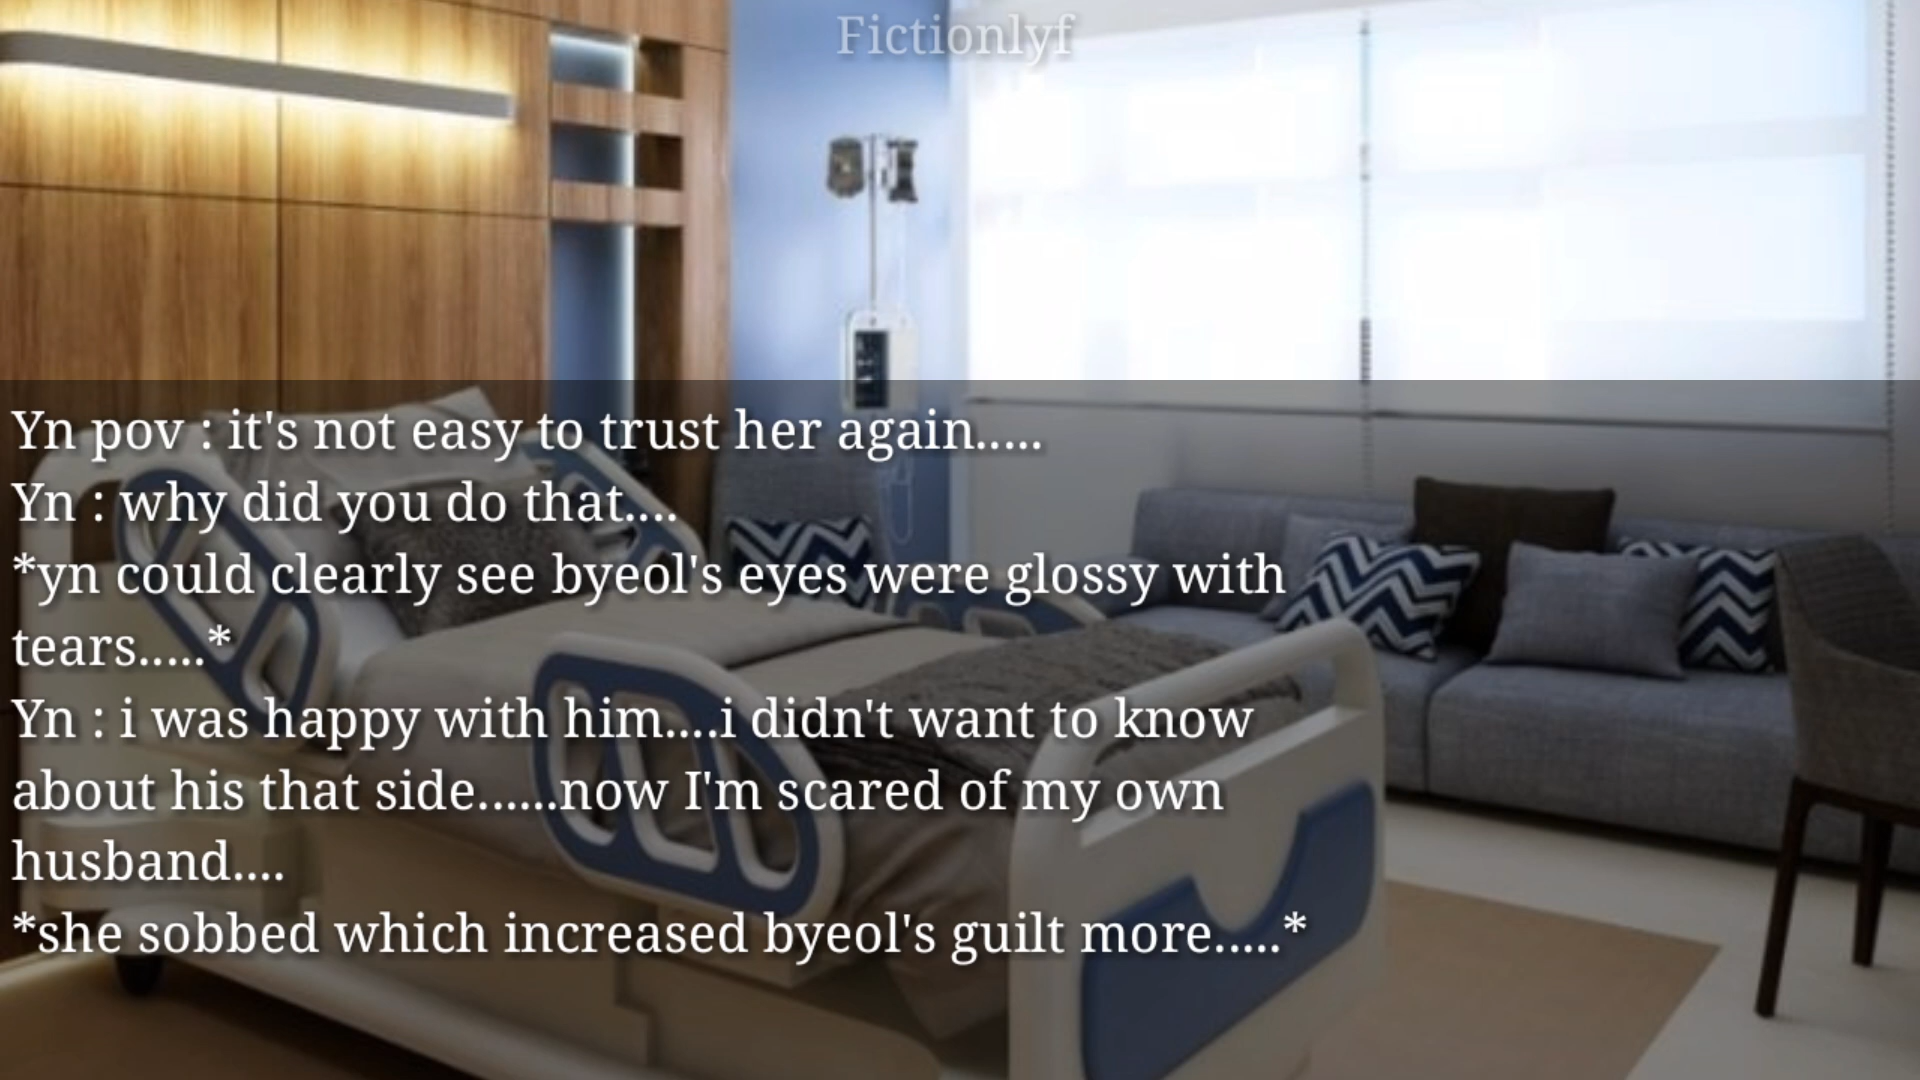 Fictionlyf
Yn pov : it's not easy to trust her again.....
Yn : why did you do that....
*yn could clearly see byeol's eyes were glossy with
tears.....*
Yn : i was happy with him....i didn't want to know
about his that side......now I'm scared of my own
husband....
*she sobbed which increased byeol's guilt more.....*